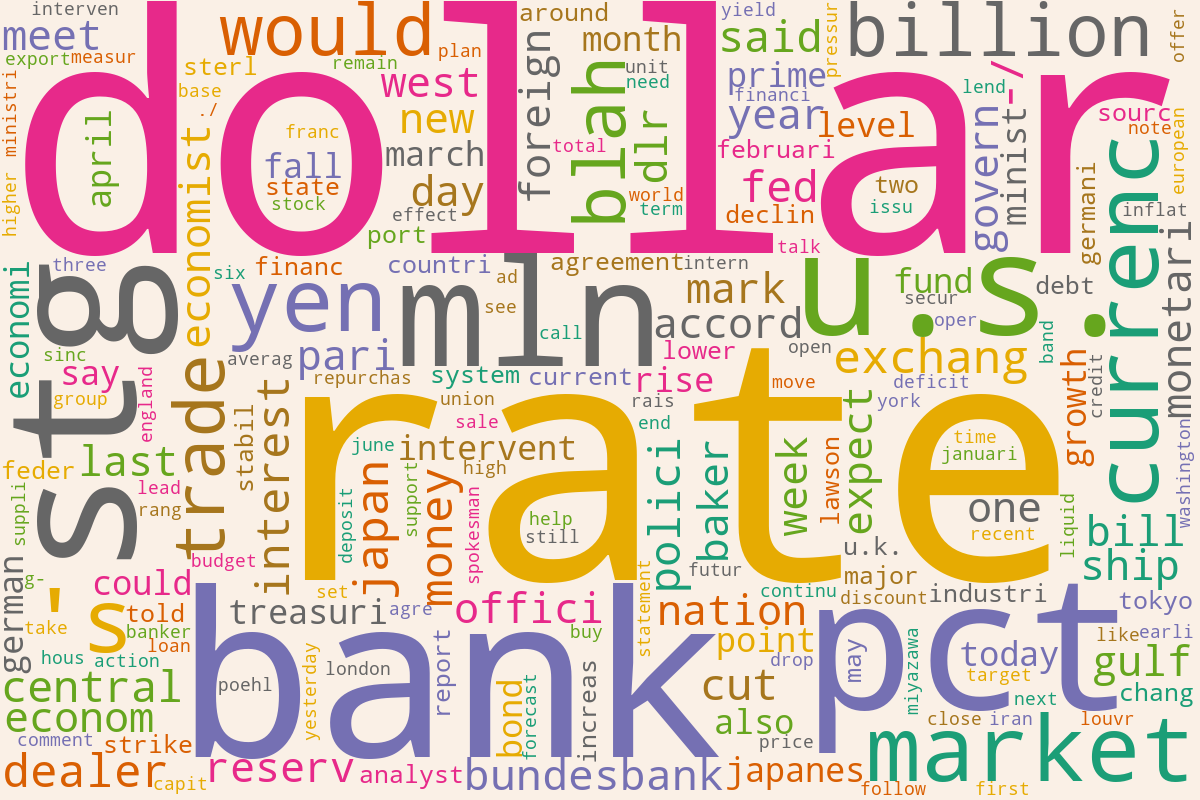 interven
meet
would
plan
around
yield
said
billion
offer
export
measur
sterl
remain
west
month
unit
need
pressur
prime
financi
lend
-/
dollar
base
./
april
franc
fall
state
stock
new
march
day
effect
port
foreign
total
blah
dlr
world
term
year
level
februari
fed
declin
talk
two
issu
govern
minist
sourc
note
european
ministri
higher
economist
germani
currenc
inflat
monetari
three
six
financ
countri
ad
see
agreement
intern
mark
accord
u.s.
fund
secur
oper
debt
band
economi
stg
sinc
say
group
england
yen
mln
call
averag
pari
repurchas
system
current
lower
rise
open
exchang
move
deficit
york
growth
credit
trade
interest
stabil
union
sale
rais
end
rate
feder
last
lead
rang
suppli
june
intervent
high
japan
deposit
support
money
spokesman
help
still
polici
baker
week
lawson
expect
time
januari
one
recent
liquid
bill
ship
washington
german
-g-
could
budget
set
futur
u.k.
major
continu
discount
industri
tokyo
's
take
told
banker
loan
hous
action
treasuri
agre
offici
buy
statement
nation
point
drop
pct
may
miyazawa
today
target
next
like
earli
gulf
chang
central
econom
bank
poehl
yesterday
london
report
bond
forecast
increas
cut
also
price
close
iran
louvr
comment
strike
dealer
capit
reserv
analyst
bundesbank
japanes
market
follow
first